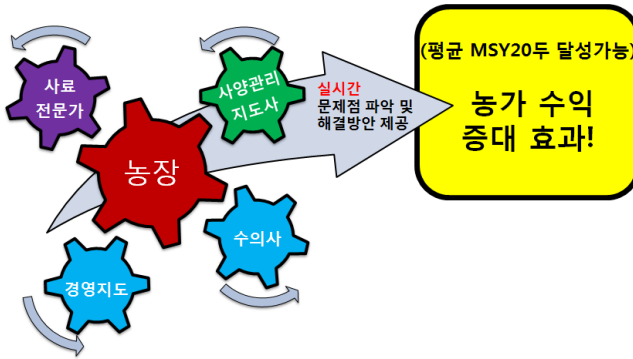 사료
전문가
사양관리
지도사
농장
수의사
경영지도
실시간
문제점 파악 및
해결방안 제공
(평균 MSY20두 달성가능)
농가 수익
증대 효과!